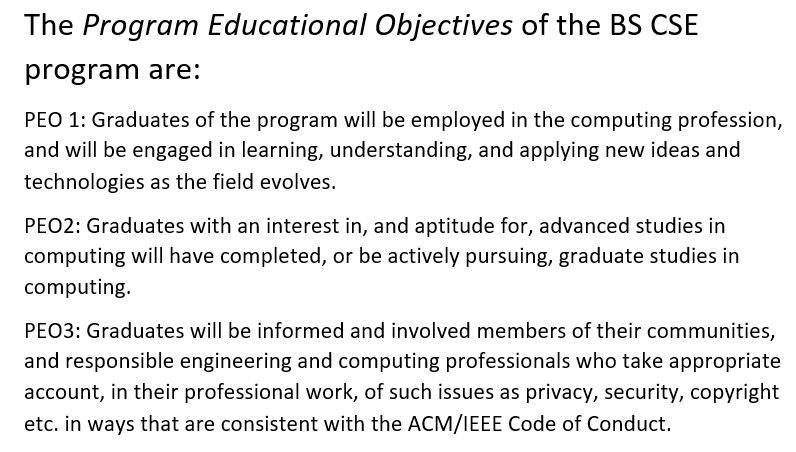 The Program Educational Objectives of the BS CSE
program are:
PEO 1: Graduates of the program will be employed in the computing profession,
and will be engaged in learning, understanding, and applying new ideas and
technologies as the field evolves.
PEO2: Graduates with an interest in, and aptitude for, advanced studies in
computing will have completed, or be actively pursuing, graduate studies in
computing.
PEO3: Graduates will be informed and involved members of their communities,
and responsible engineering and computing professionals who take appropriate
account, in their professional work, of such issues as privacy, security, copyright
etc. in ways that are consistent with the ACM/IEEE Code of Conduct.